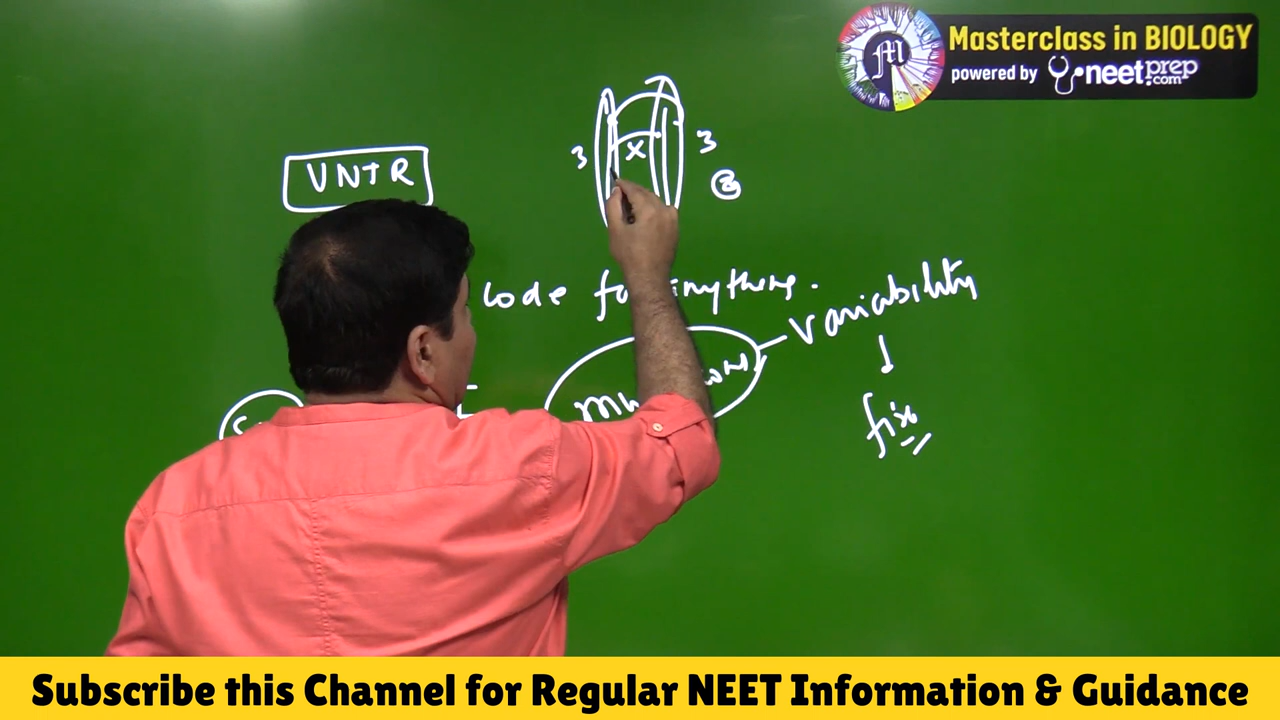 Masterclass in BIOLOGY
powered by neetprep.com
M
VNTR
3 X 3
3
Code for anything.
Variability
fix
Subscribe this Channel for Regular NEET Information & Guidance